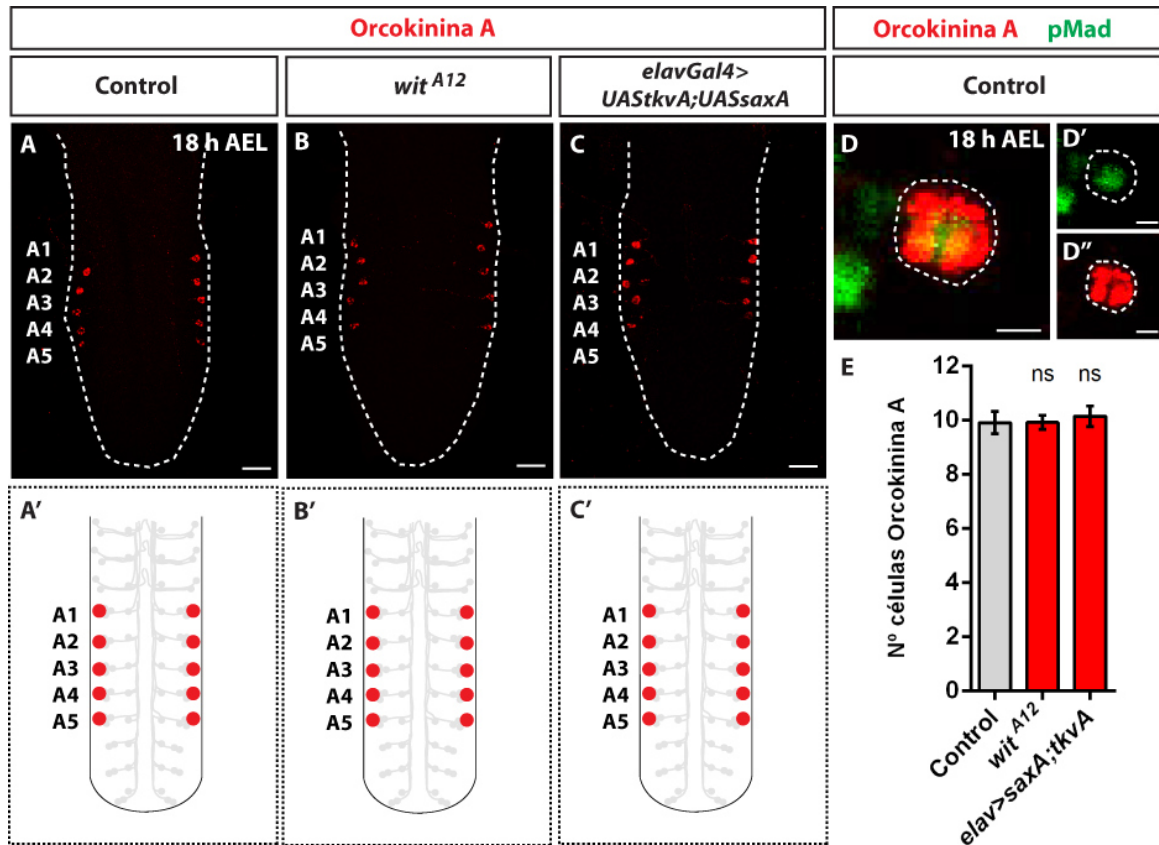 Orcokinina A
Orcokinina A pMad
Control
wit A12
elavGal4>
UAStkvA;UASsaxA
Control
A
18 h AEL
A1
A2
A3
A4
A5
B
A1
A2
A3
A4
A5
C
A1
A2
A3
A4
A5
D
18 h AEL
D'
D"
A'
A1
A2
A3
A4
A5
B'
A1
A2
A3
A4
A5
C'
A1
A2
A3
A4
A5
E
Nº células Orcokinina A
12
10
8
6
4
2
0
ns
ns
Control
wit A12
elav>saxA;tkvA